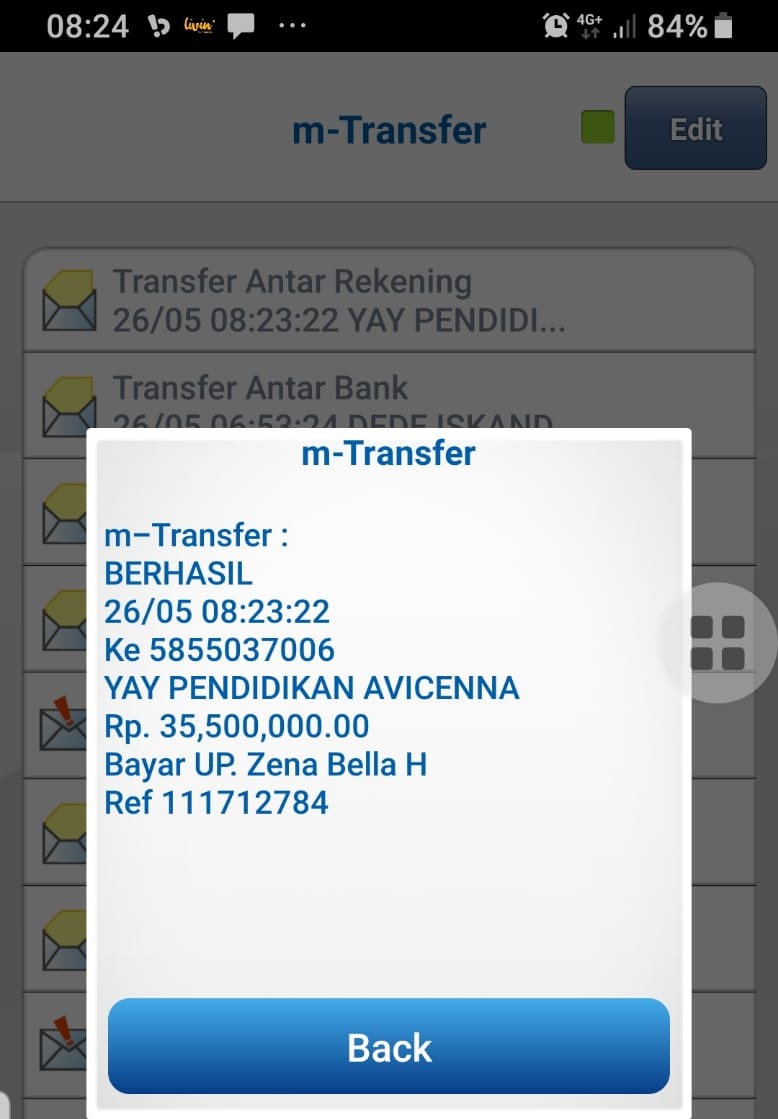 08:24 livin' ... 4G+ 84%
m-Transfer
Edit
Transfer Antar Rekening
26/05 08:23:22 YAY PENDIDI...
Transfer Antar Bank
26/05 06:53:24 DEDE ISKAND
m-Transfer
m-Transfer :
BERHASIL
26/05 08:23:22
Ke 5855037006
YAY PENDIDIKAN AVICENNA
Rp. 35,500,000.00
Bayar UP. Zena Bella H
Ref 111712784
Back